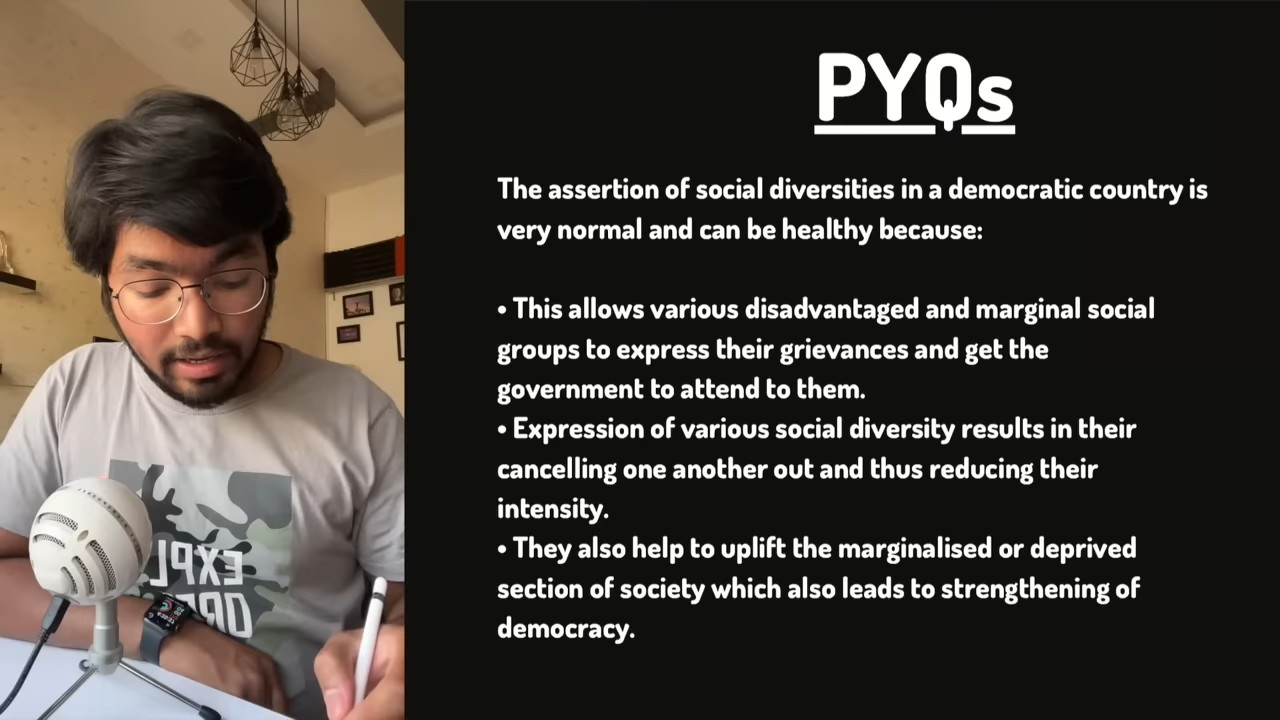 PYQs
The assertion of social diversities in a democratic country is
very normal and can be healthy because:
• This allows various disadvantaged and marginal social
groups to express their grievances and get the
government to attend to them.
• Expression of various social diversity results in their
cancelling one another out and thus reducing their
intensity.
• They also help to uplift the marginalised or deprived
section of society which also leads to strengthening of
democracy.
EXPL